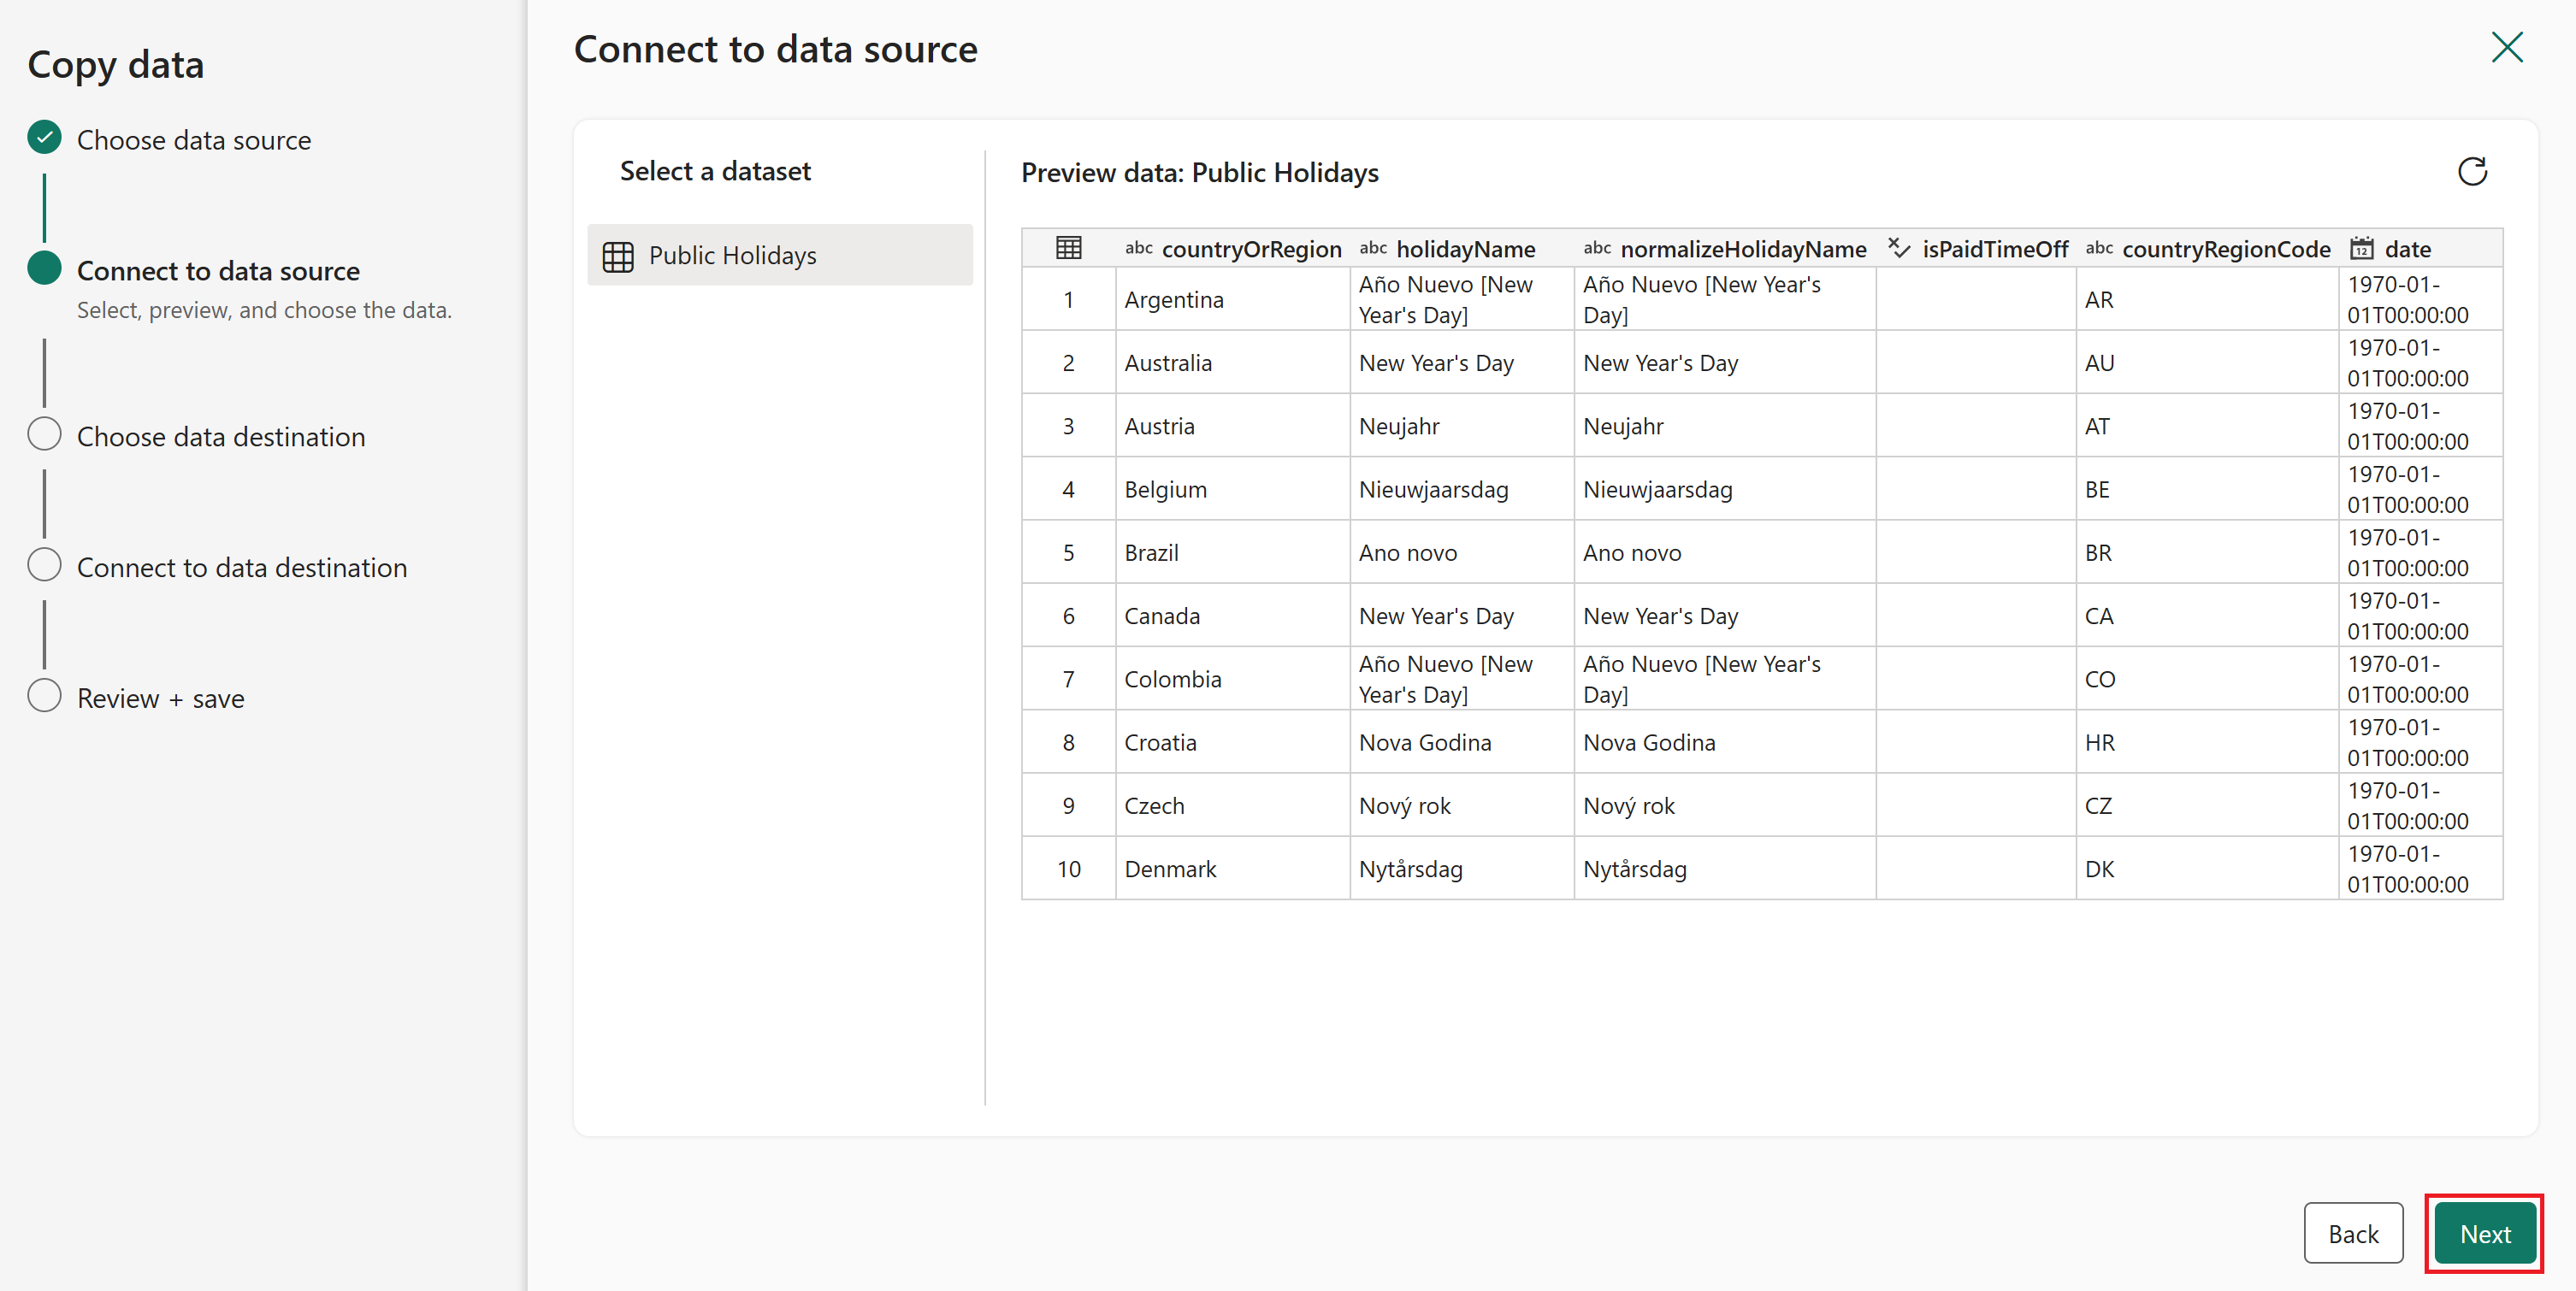 Copy data
Choose data source
Connect to data source
Select, preview, and choose the data.
Choose data destination
Connect to data destination
Review + save
Connect to data source
Select a dataset
Public Holidays
Preview data: Public Holidays
abc countryOrRegion abc holidayName abc normalizeHolidayName isPaidTimeOff abc countryRegionCode 12 date
1 Argentina Año Nuevo [New Year's Day] Año Nuevo [New Year's Day] AR 1970-01-01T00:00:00
2 Australia New Year's Day New Year's Day AU 1970-01-01T00:00:00
3 Austria Neujahr Neujahr AT 1970-01-01T00:00:00
4 Belgium Nieuwjaarsdag Nieuwjaarsdag BE 1970-01-01T00:00:00
5 Brazil Ano novo Ano novo BR 1970-01-01T00:00:00
6 Canada New Year's Day New Year's Day CA 1970-01-01T00:00:00
7 Colombia Año Nuevo [New Year's Day] Año Nuevo [New Year's Day] CO 1970-01-01T00:00:00
8 Croatia Nova Godina Nova Godina HR 1970-01-01T00:00:00
9 Czech Nový rok Nový rok CZ 1970-01-01T00:00:00
10 Denmark Nytårsdag Nytårsdag DK 1970-01-01T00:00:00
Back
Next